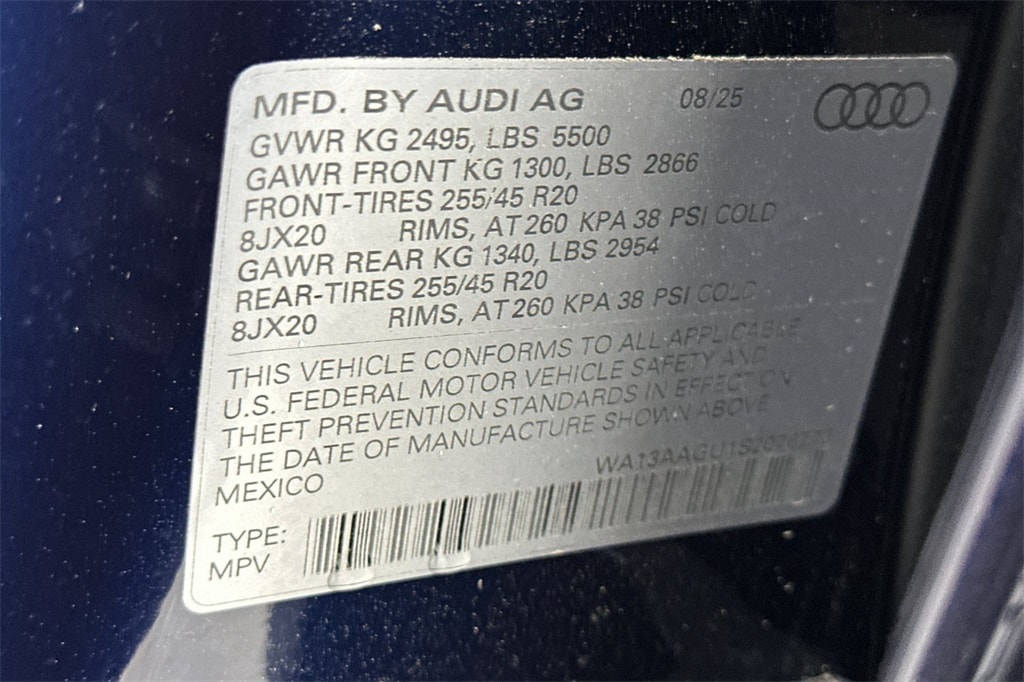 MFD. BY AUDI AG 08/25
GVWR KG 2495, LBS 5500
GAWR FRONT KG 1300, LBS 2866
FRONT-TIRES 255/45 R20
8JX20 RIMS, AT 260 KPA 38 PSI COLD
GAWR REAR KG 1340, LBS 2954
REAR-TIRES 255/45 R20
8JX20 RIMS, AT 260 KPA 38 PSI COLD
THIS VEHICLE CONFORMS TO ALL APPLICABLE
U.S. FEDERAL MOTOR VEHICLE SAFETY AND
THEFT PREVENTION STANDARDS IN EFFECT ON
THE DATE OF MANUFACTURE SHOWN ABOVE
MEXICO
TYPE:
MPV